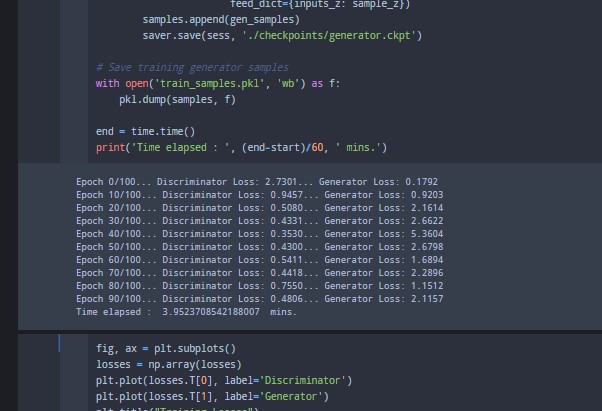 feed_dict={inputs_z: sample_z})
samples.append(gen_samples)
saver.save(sess, './checkpoints/generator.ckpt')
# Save training generator samples
with open('train_samples.pkl', 'wb') as f:
pkl.dump(samples, f)
end = time.time()
print('Time elapsed : ', (end-start)/60, ' mins.')
Epoch 0/100... Discriminator Loss: 2.7301... Generator Loss: 0.1792
Epoch 10/100... Discriminator Loss: 0.9457... Generator Loss: 0.9203
Epoch 20/100... Discriminator Loss: 0.5080... Generator Loss: 2.1614
Epoch 30/100... Discriminator Loss: 0.4331... Generator Loss: 2.6622
Epoch 40/100... Discriminator Loss: 0.3530... Generator Loss: 5.3604
Epoch 50/100... Discriminator Loss: 0.4300... Generator Loss: 2.6798
Epoch 60/100... Discriminator Loss: 0.5411... Generator Loss: 1.6894
Epoch 70/100... Discriminator Loss: 0.4418... Generator Loss: 2.2896
Epoch 80/100... Discriminator Loss: 0.7550... Generator Loss: 1.1512
Epoch 90/100... Discriminator Loss: 0.4806... Generator Loss: 2.1157
Time elapsed :  3.9523708542188007  mins.
fig, ax = plt.subplots()
losses = np.array(losses)
plt.plot(losses.T[0], label='Discriminator')
plt.plot(losses.T[1], label='Generator')
plt.title("Training Losses")